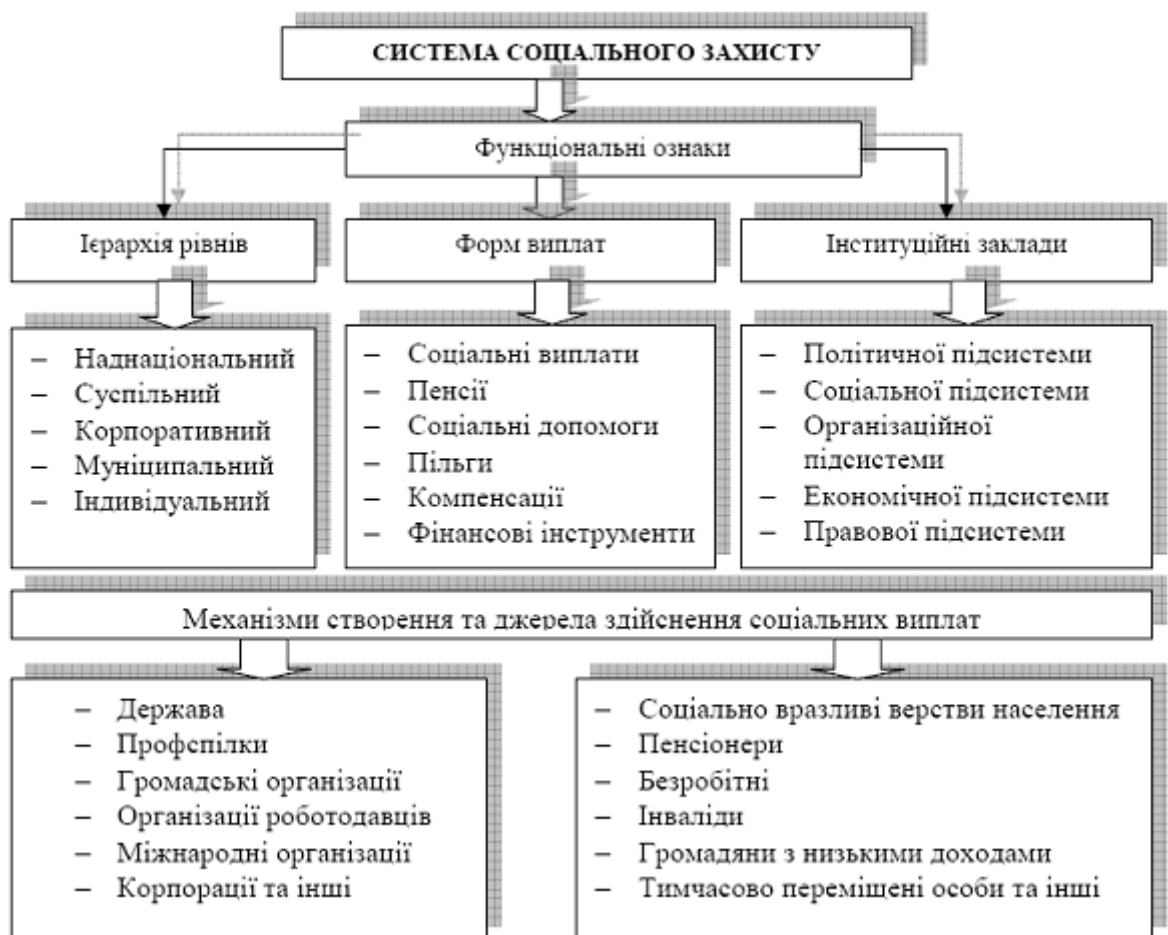 СИСТЕМА СОЦІАЛЬНОГО ЗАХИСТУ
Функціональні ознаки
Ієрархія рівнів
Форм виплат
Інституційні заклади
– Наднаціональний
– Суспільний
– Корпоративний
– Муніципальний
– Індивідуальний
– Соціальні виплати
– Пенсії
– Соціальні допомоги
– Пільги
– Компенсації
– Фінансові інструменти
– Політичної підсистеми
– Соціальної підсистеми
– Організаційної
підсистеми
– Економічної підсистеми
– Правової підсистеми
Механізми створення та джерела здійснення соціальних виплат
– Держава
– Профспілки
– Громадські організації
– Організації роботодавців
– Міжнародні організації
– Корпорації та інші
– Соціально вразливі верстви населення
– Пенсіонери
– Безробітні
– Інваліди
– Громадяни з низькими доходами
– Тимчасово переміщені особи та інші